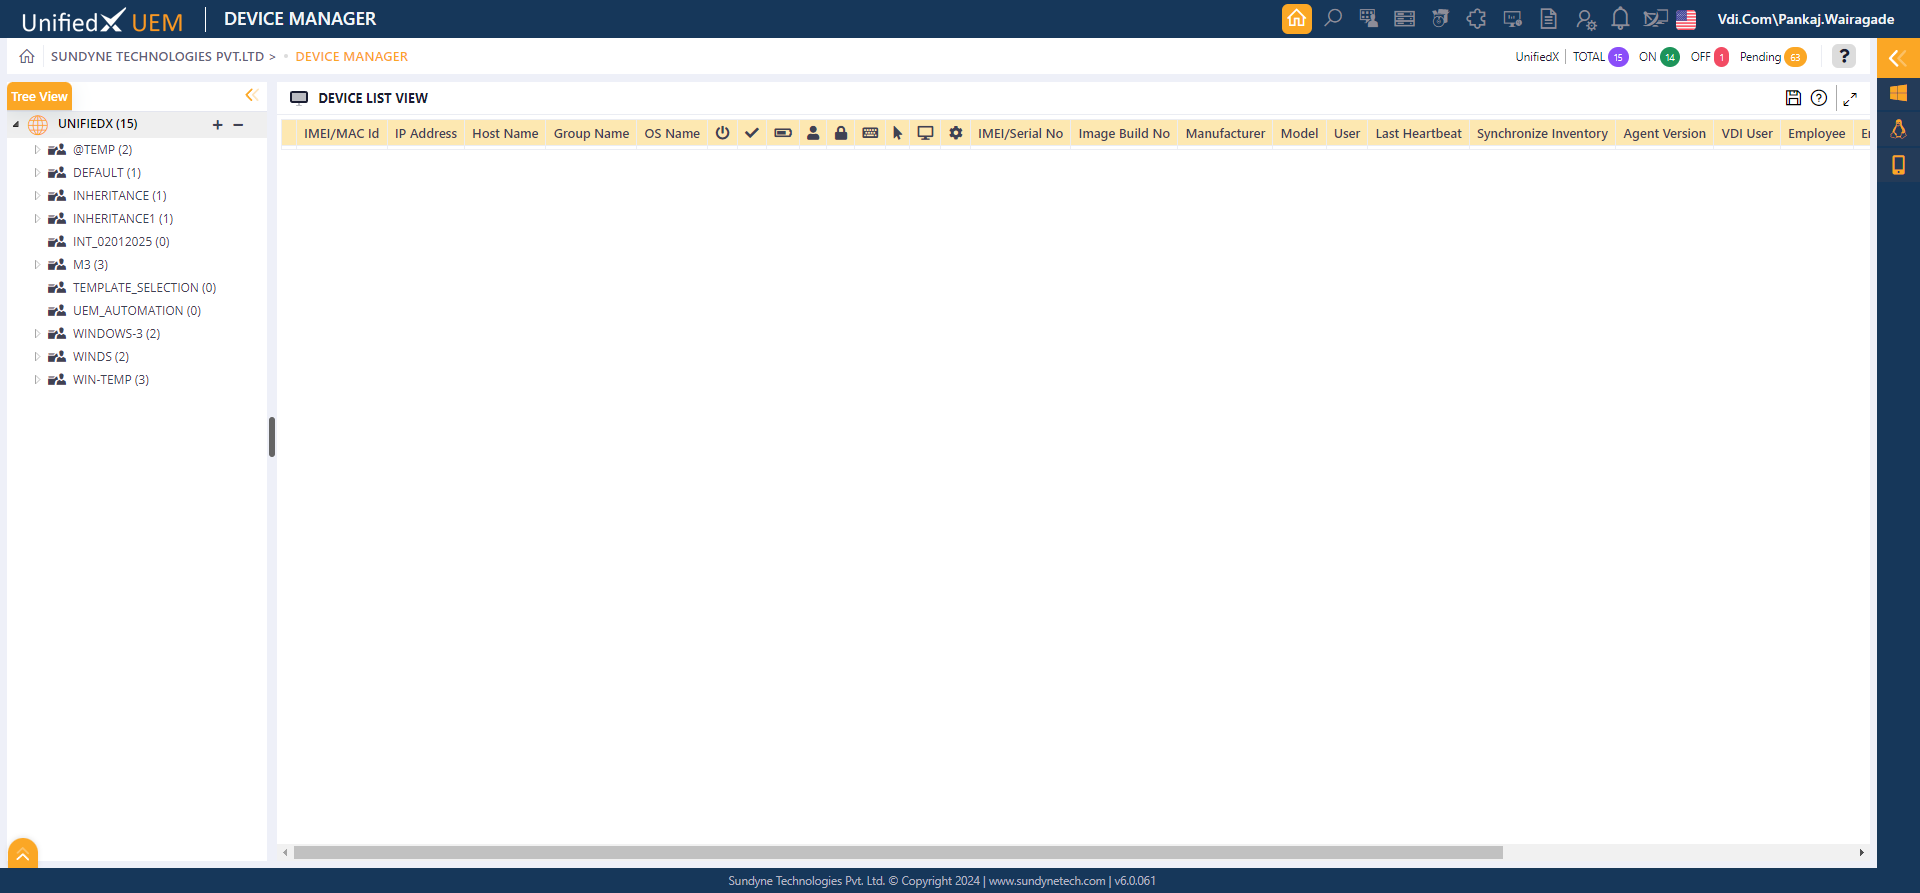 UnifiedX UEM DEVICE MANAGER Vdi.Com\Pankaj.Wairagade
SUNDYNE TECHNOLOGIES PVT.LTD > • DEVICE MANAGER UnifiedX TOTAL 15 ON 14 OFF 1 Pending 63 ?
Tree View DEVICE LIST VIEW
UNIFIEDX (15) + −
IMEI/MAC Id IP Address Host Name Group Name OS Name IMEI/Serial No Image Build No Manufacturer Model User Last Heartbeat Synchronize Inventory Agent Version VDI User Employee
@TEMP (2)
DEFAULT (1)
INHERITANCE (1)
INHERITANCE1 (1)
INT_02012025 (0)
M3 (3)
TEMPLATE_SELECTION (0)
UEM_AUTOMATION (0)
WINDOWS-3 (2)
WINDS (2)
WIN-TEMP (3)
Sundyne Technologies Pvt. Ltd. © Copyright 2024 | www.sundynetech.com | v6.0.061